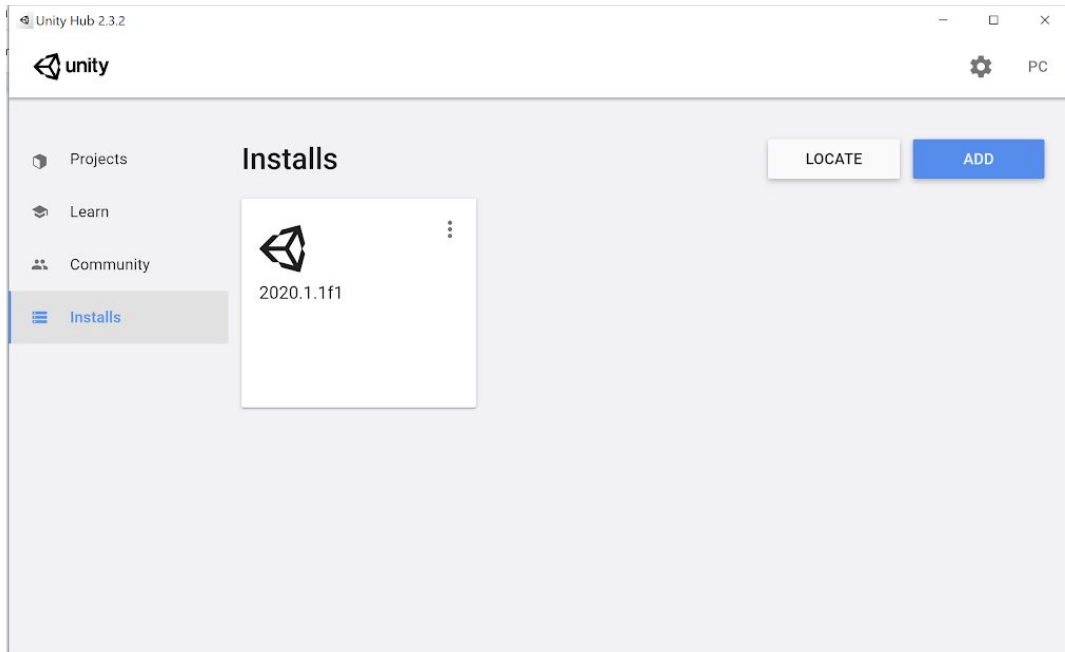 Unity Hub 2.3.2
unity
PC
Projects
Learn
Community
Installs
Installs
LOCATE
ADD
2020.1.1f1